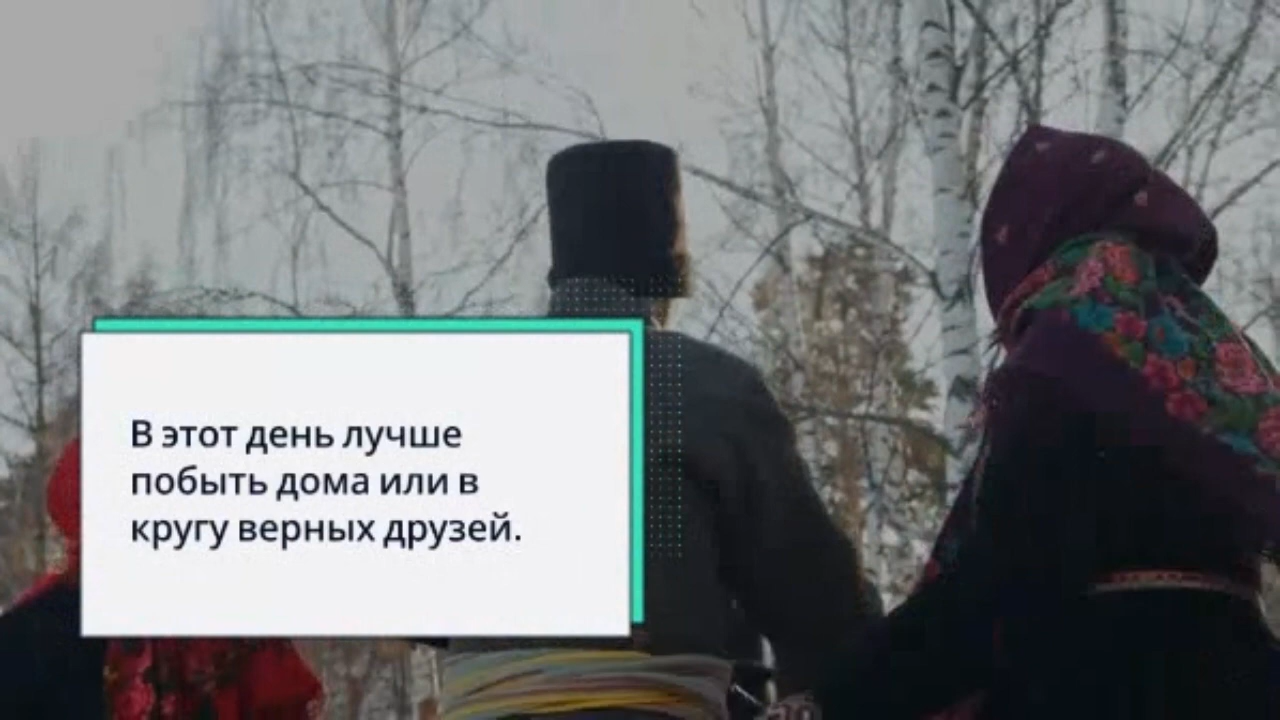 В этот день лучше
побыть дома или в
кругу верных друзей.